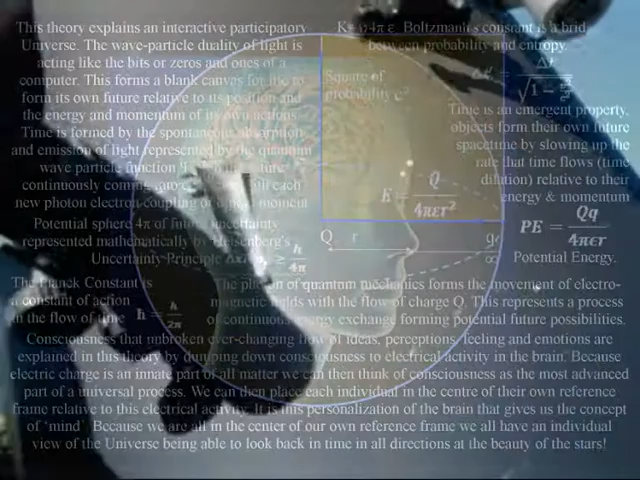 This theory explains an interactive participatory
Universe. The wave-particle duality of light is
acting like the bits or zeros and ones of a
computer. This forms a blank canvas for life to
form its own future relative to its position and
the energy and momentum of its own actions.
Time is formed by the spontaneous absorption
and emission of light represented by the quantum
wave particle function
continuously
each
new photon electron coupling or
moment
Potential sphere 4π of future uncertainty
represented mathematically by Heisenberg's
Uncertainty Principle Δx
≥ h/4π
The Planck Constant is
a constant of action
in the flow of time h = h/2π
K= 4π ε. Boltzmann's constant is a brid
between probability and entropy.
Square of
probability c²
Δt' = Δt/√1 −
Time is an emergent property,
objects form their own future
spacetime by slowing up the
rate that time flows (time
dilation) relative to their
energy & momentum
E = Q/4πεr²
PE = Qq/4πεr
Potential Energy.
Q r
∞
The
of quantum mechanics forms the movement of electro-
magnetic fields with the flow of charge Q. This represents a process
of continuous energy exchange forming potential future possibilities.
Consciousness that unbroken ever-changing flow of ideas, perceptions, feeling and emotions are
explained in this theory by
down consciousness to electrical activity in the brain. Because
electric charge is an innate part of all matter we can then think of consciousness as the most advanced
part of a universal process. We can then place each individual in the centre of their own reference
frame relative to this electrical activity. It is this personalization of the brain that gives us the concept
of 'mind'. Because we are all in the center of our own reference frame we all have an individual
view of the Universe being able to look back in time in all directions at the beauty of the stars!